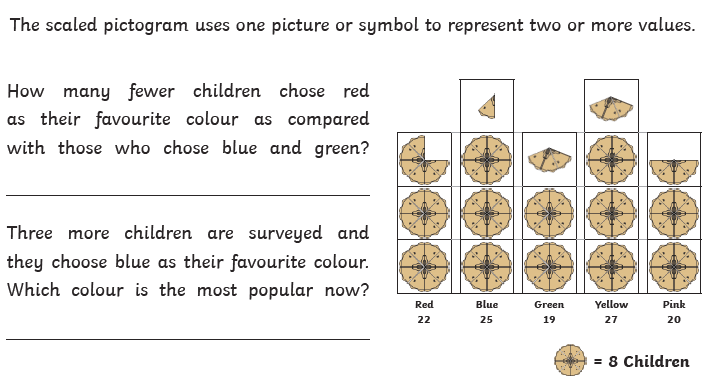 The scaled pictogram uses one picture or symbol to represent two or more values.
How many fewer children chose red
as their favourite colour as compared
with those who chose blue and green?
Three more children are surveyed and
they choose blue as their favourite colour.
Which colour is the most popular now?
Red Blue Green Yellow Pink
22 25 19 27 20
= 8 Children